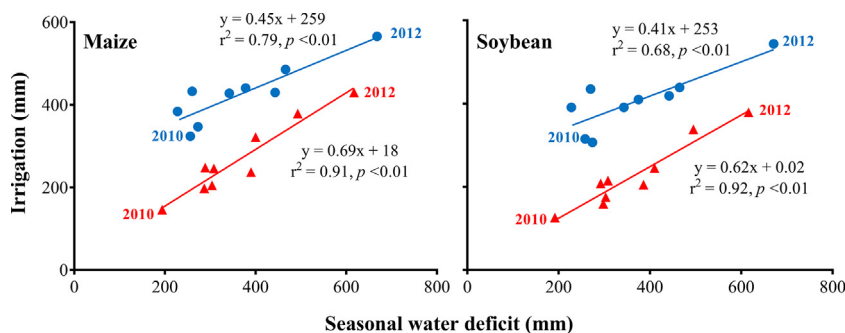 Maize
y = 0.45x + 259
r² = 0.79, p <0.01
2012
2010
2012
y = 0.69x + 18
r² = 0.91, p <0.01
2010
Soybean
y = 0.41x + 253
r² = 0.68, p <0.01
2012
2010
2012
y = 0.62x + 0.02
r² = 0.92, p <0.01
2010
Irrigation (mm)
600
400
200
0
0
200
400
600
800
200
400
600
800
Seasonal water deficit (mm)